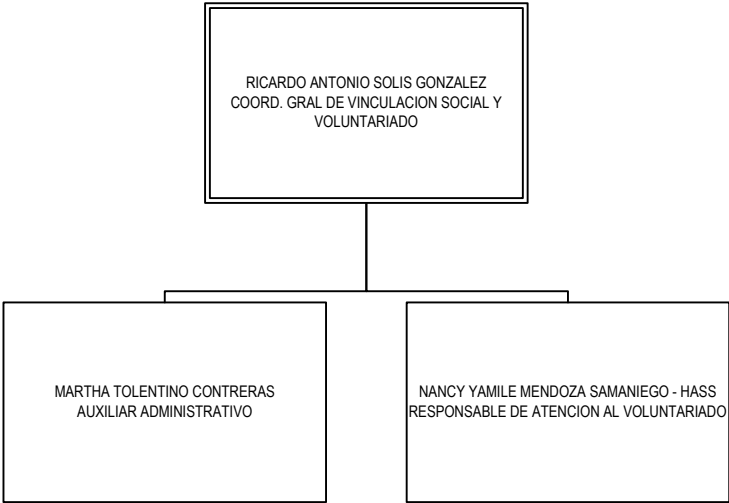 RICARDO ANTONIO SOLIS GONZALEZ
COORD. GRAL DE VINCULACION SOCIAL Y
VOLUNTARIADO
MARTHA TOLENTINO CONTRERAS
AUXILIAR ADMINISTRATIVO
NANCY YAMILE MENDOZA SAMANIEGO - HASS
RESPONSABLE DE ATENCION AL VOLUNTARIADO